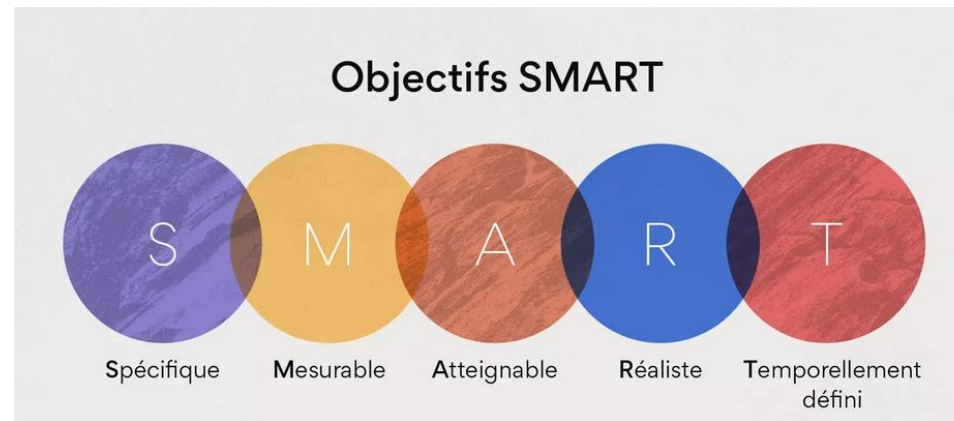 Objectifs SMART
S M A R T
Spécifique Mesurable Atteignable Réaliste Temporellement
défini